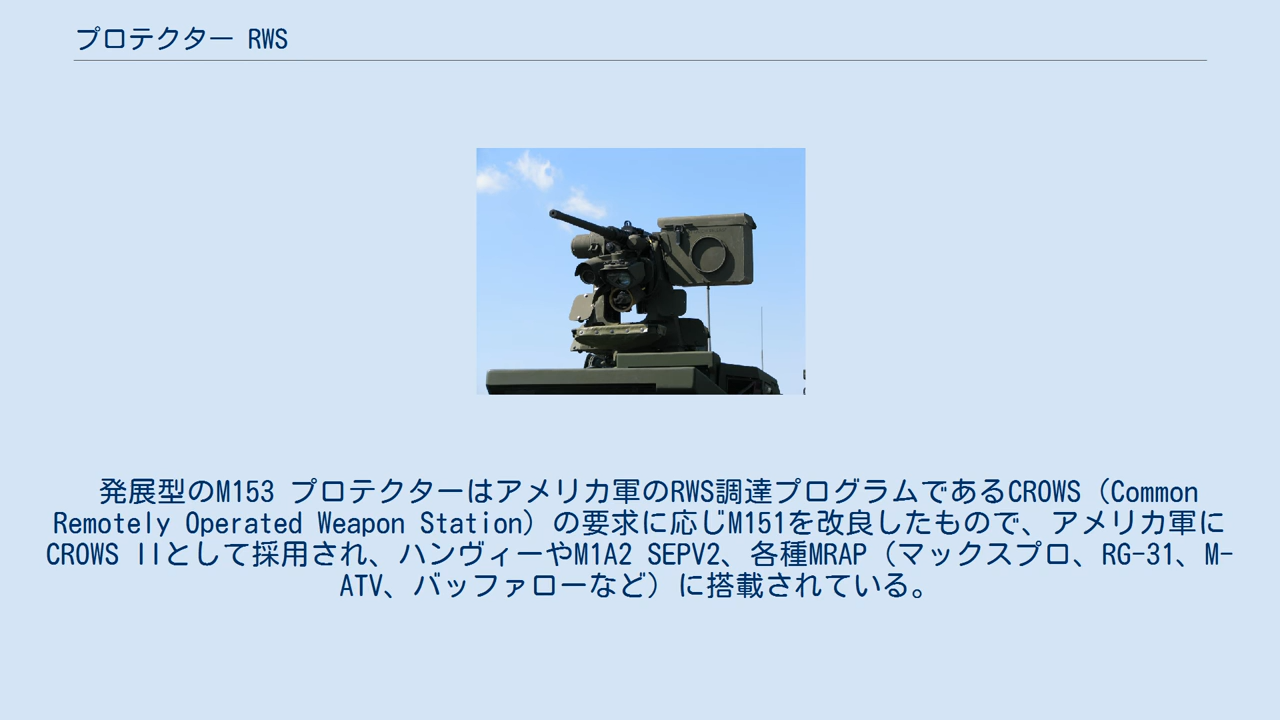 プロテクター RWS
発展型のM153 プロテクターはアメリカ軍のRWS調達プログラムであるCROWS（Common
Remotely Operated Weapon Station）の要求に応じM151を改良したもので、アメリカ軍に
CROWS IIとして採用され、ハンヴィーやM1A2 SEPV2、各種MRAP（マックスプロ、RG-31、M-
ATV、バッファローなど）に搭載されている。